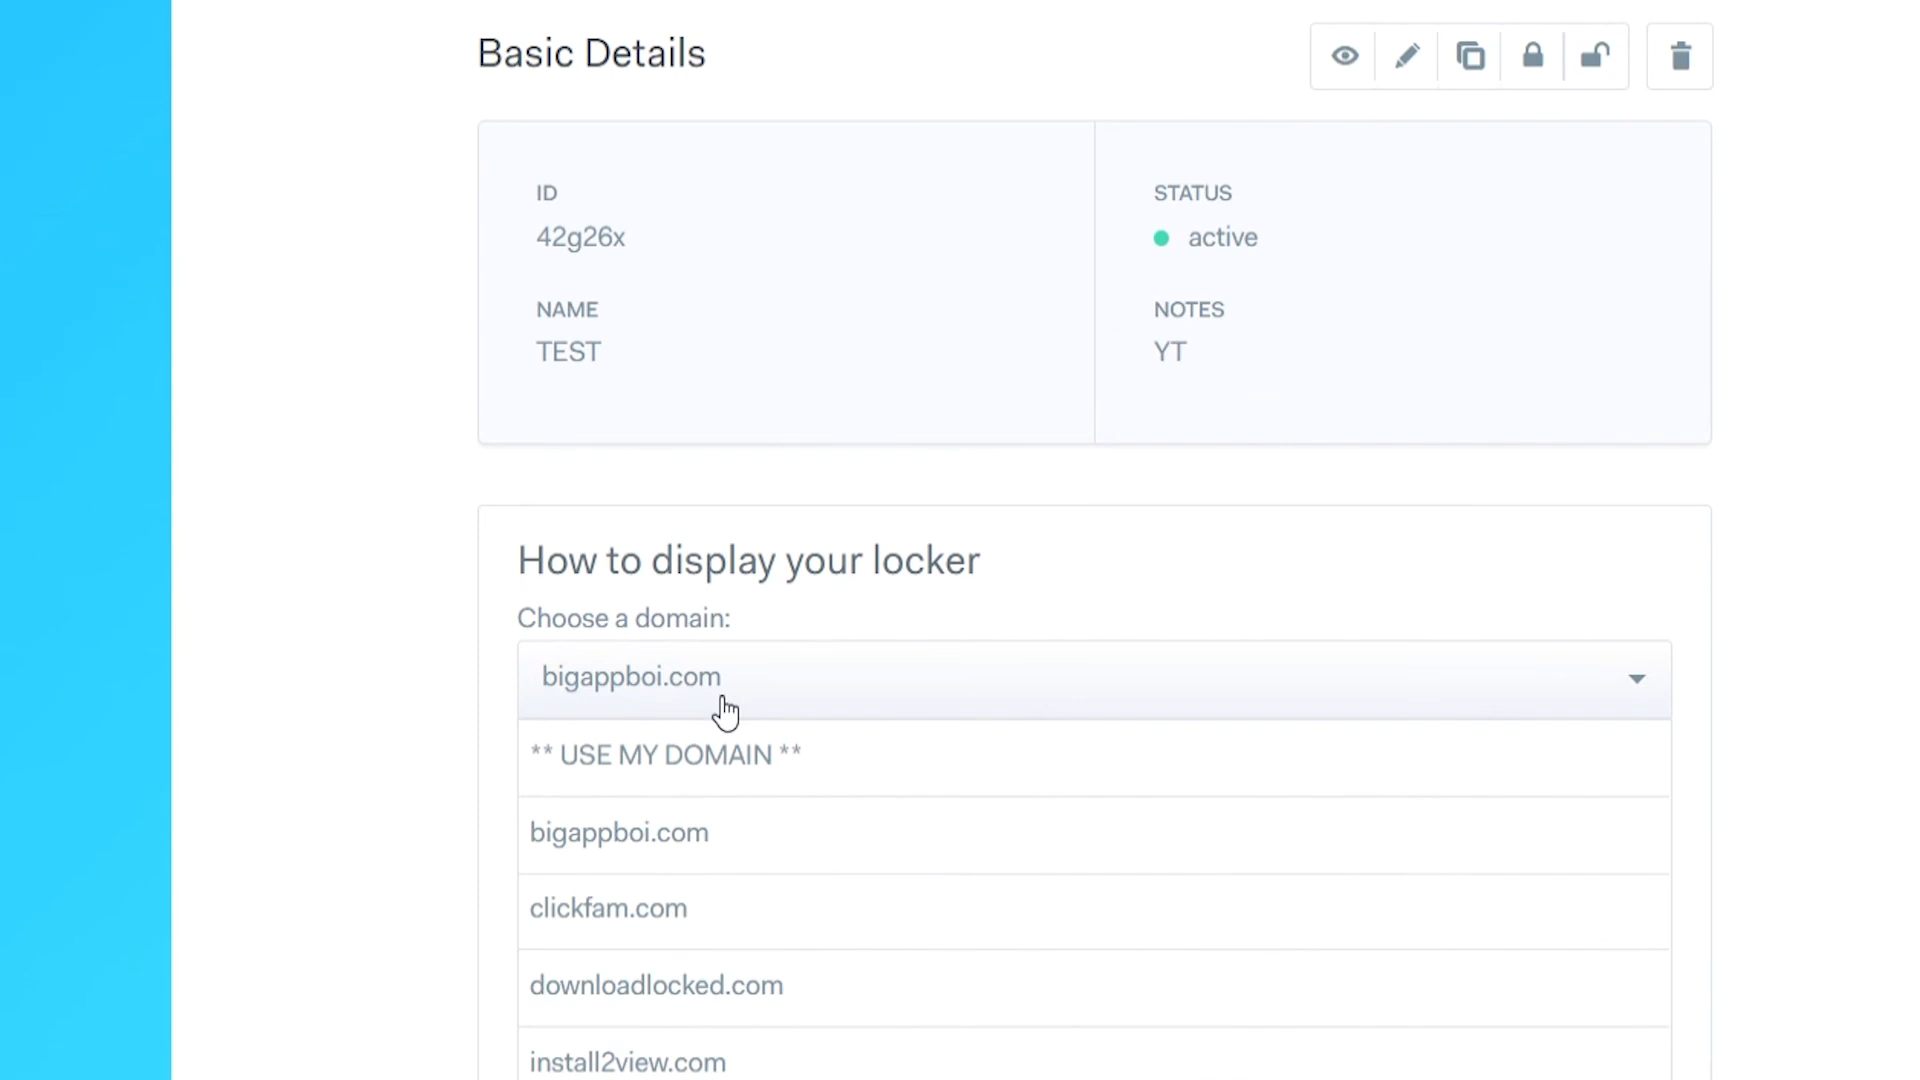 Basic Details
ID
42g26x
STATUS
active
NAME
TEST
NOTES
YT
How to display your locker
Choose a domain:
bigappboi.com
** USE MY DOMAIN **
bigappboi.com
clickfam.com
downloadlocked.com
install2view.com